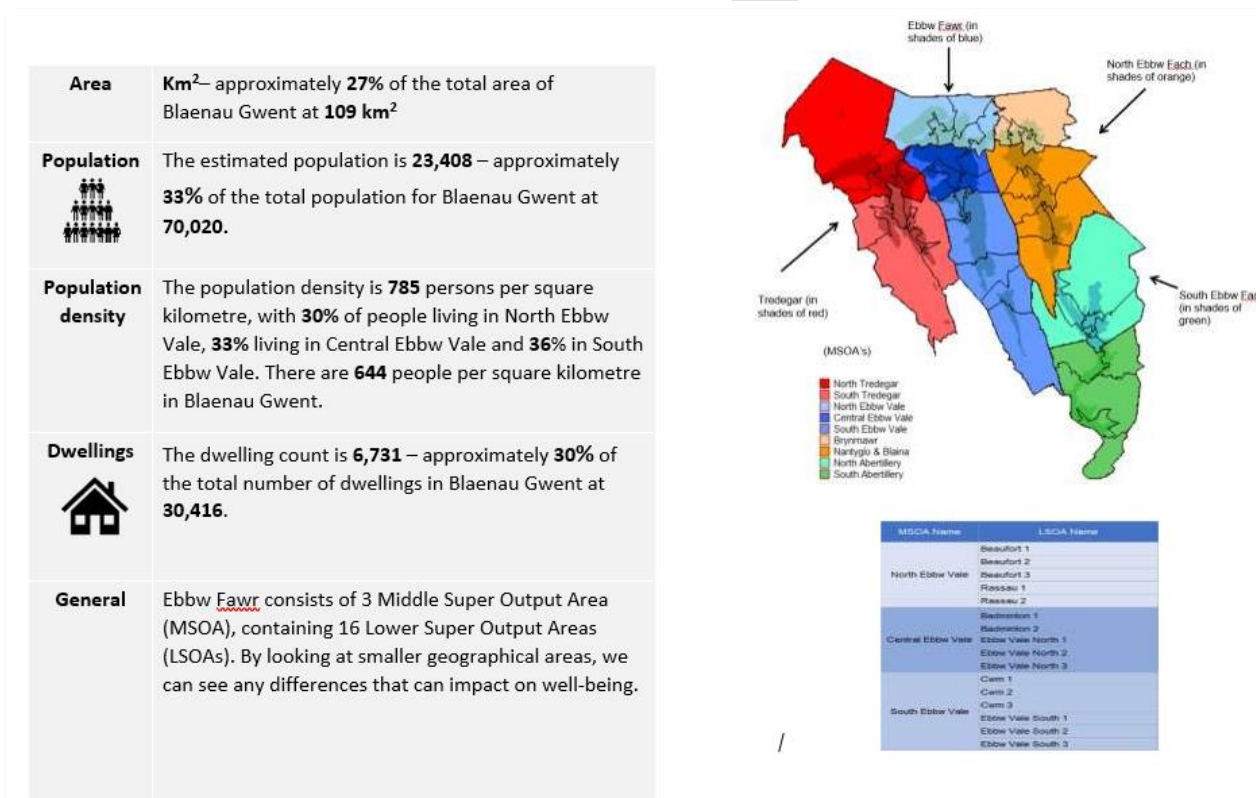 Area
Km²– approximately 27% of the total area of
Blaenau Gwent at 109 km²
Population
The estimated population is 23,408 – approximately
33% of the total population for Blaenau Gwent at
70,020.
Population
density
The population density is 785 persons per square
kilometre, with 30% of people living in North Ebbw
Vale, 33% living in Central Ebbw Vale and 36% in South
Ebbw Vale. There are 644 people per square kilometre
in Blaenau Gwent.
Dwellings
The dwelling count is 6,731 – approximately 30% of
the total number of dwellings in Blaenau Gwent at
30,416.
General
Ebbw Fawr consists of 3 Middle Super Output Area
(MSOA), containing 16 Lower Super Output Areas
(LSOAs). By looking at smaller geographical areas, we
can see any differences that can impact on well-being.
Ebbw Fawr (in
shades of blue)
North Ebbw Fach (in
shades of orange)
Tredegar (in
shades of red)
South Ebbw Fac
(in shades of
green)
(MSOA's)
North Tredegar
South Tredegar
North Ebbw Vale
Central Ebbw Vale
South Ebbw Vale
Brynmawr
Nantyglo & Blaina
North Abertillery
South Abertillery
MSOA Name LSOA Name
North Ebbw Vale
Beaufort 1
Beaufort 2
Beaufort 3
Rassau 1
Rassau 2
Central Ebbw Vale
Badminton 1
Badminton 2
Ebbw Vale North 1
Ebbw Vale North 2
Ebbw Vale North 3
South Ebbw Vale
Cwm 1
Cwm 2
Cwm 3
Ebbw Vale South 1
Ebbw Vale South 2
Ebbw Vale South 3
/